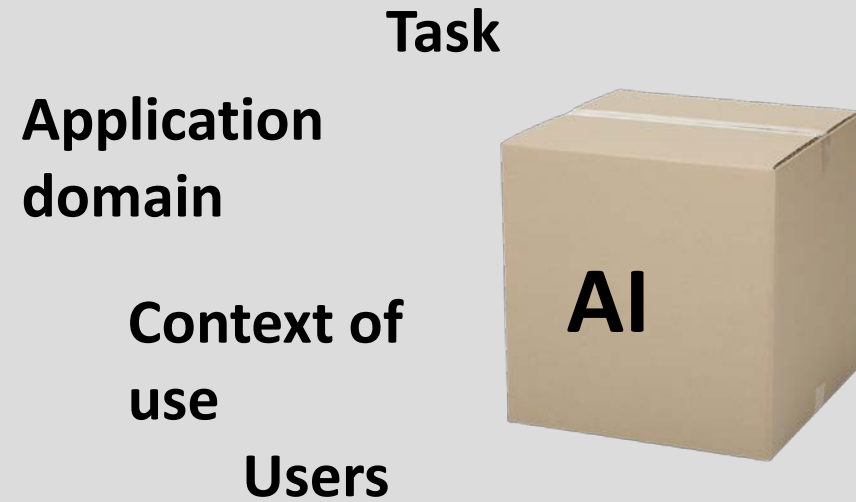 Task
Application
domain
AI
Context of
use
Users